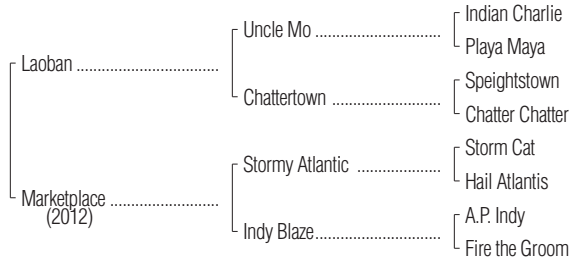 Indian Charlie
Uncle Mo ..............................
Playa Maya
Laoban ..................................
Speightstown
Chattertown ..........................
Chatter Chatter
Storm Cat
Stormy Atlantic ....................
Hail Atlantis
Marketplace ..........................
(2012)
A.P. Indy
Indy Blaze..............................
Fire the Groom